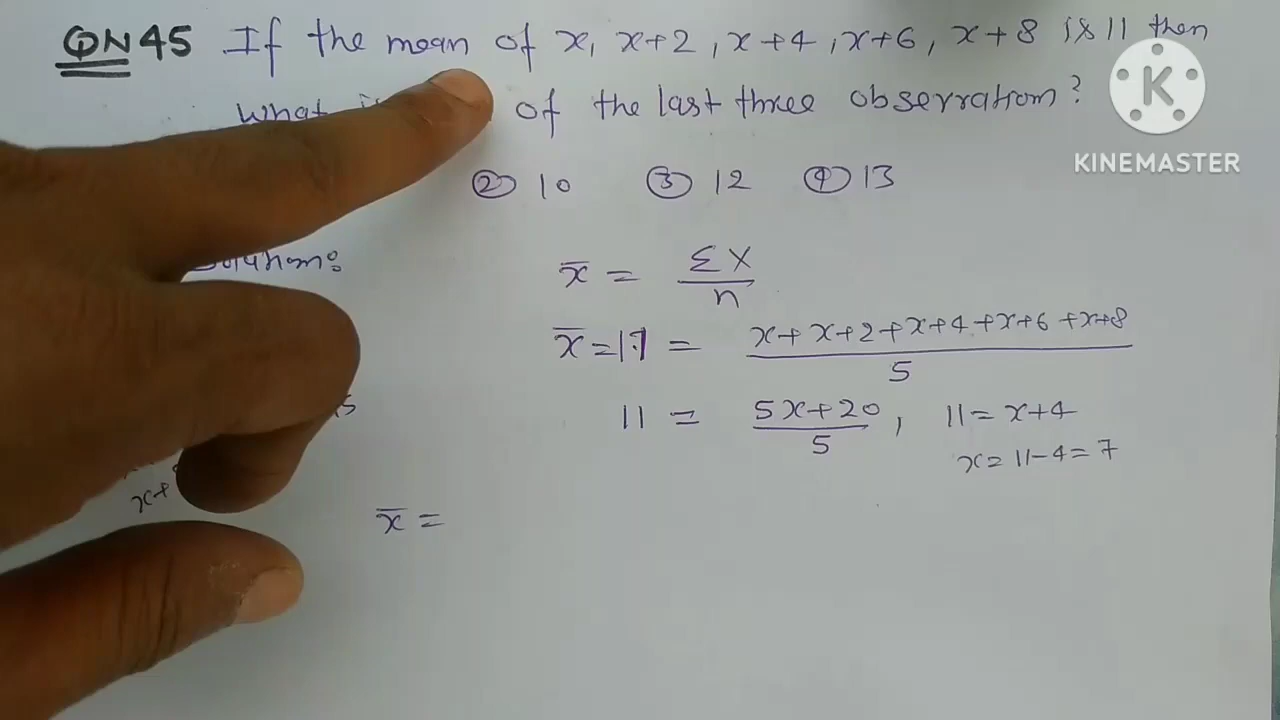 QN45 If the mean of x, x+2, x+4, x+6, x+8 is 11 then
What of the last three observation?
② 10 ③ 12 ④ 13
x̄ = ΣX/n
x̄ = 11 = x+x+2+x+4+x+6+x+8/5
11 = 5x+20/5, 11=x+4
x=11-4=7
x+
x̄ =
K
KINEMASTER